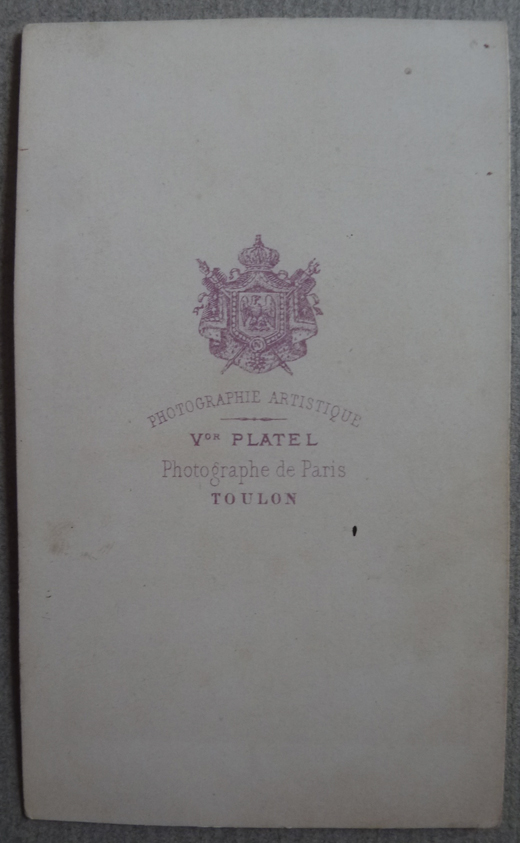 PHOTOGRAPHIE ARTISTIQUE
Vᴼᴿ PLATEL
Photographe de Paris
TOULON